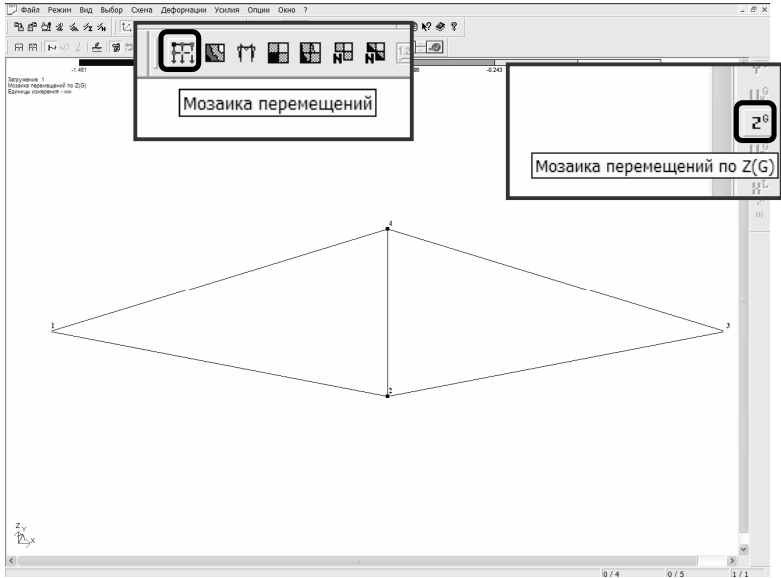 Файл Режим Вид Выбор Схема Деформации Усилия Опции Окно ?
-1.461
-0.243
Загружение 1
Мозаика перемещений по Z(G)
Единицы измерения - мм
Мозаика перемещений
Z G
Мозаика перемещений по Z(G)
4
1
3
2
Z
Y
X
0 / 4
0 / 5
1 / 1